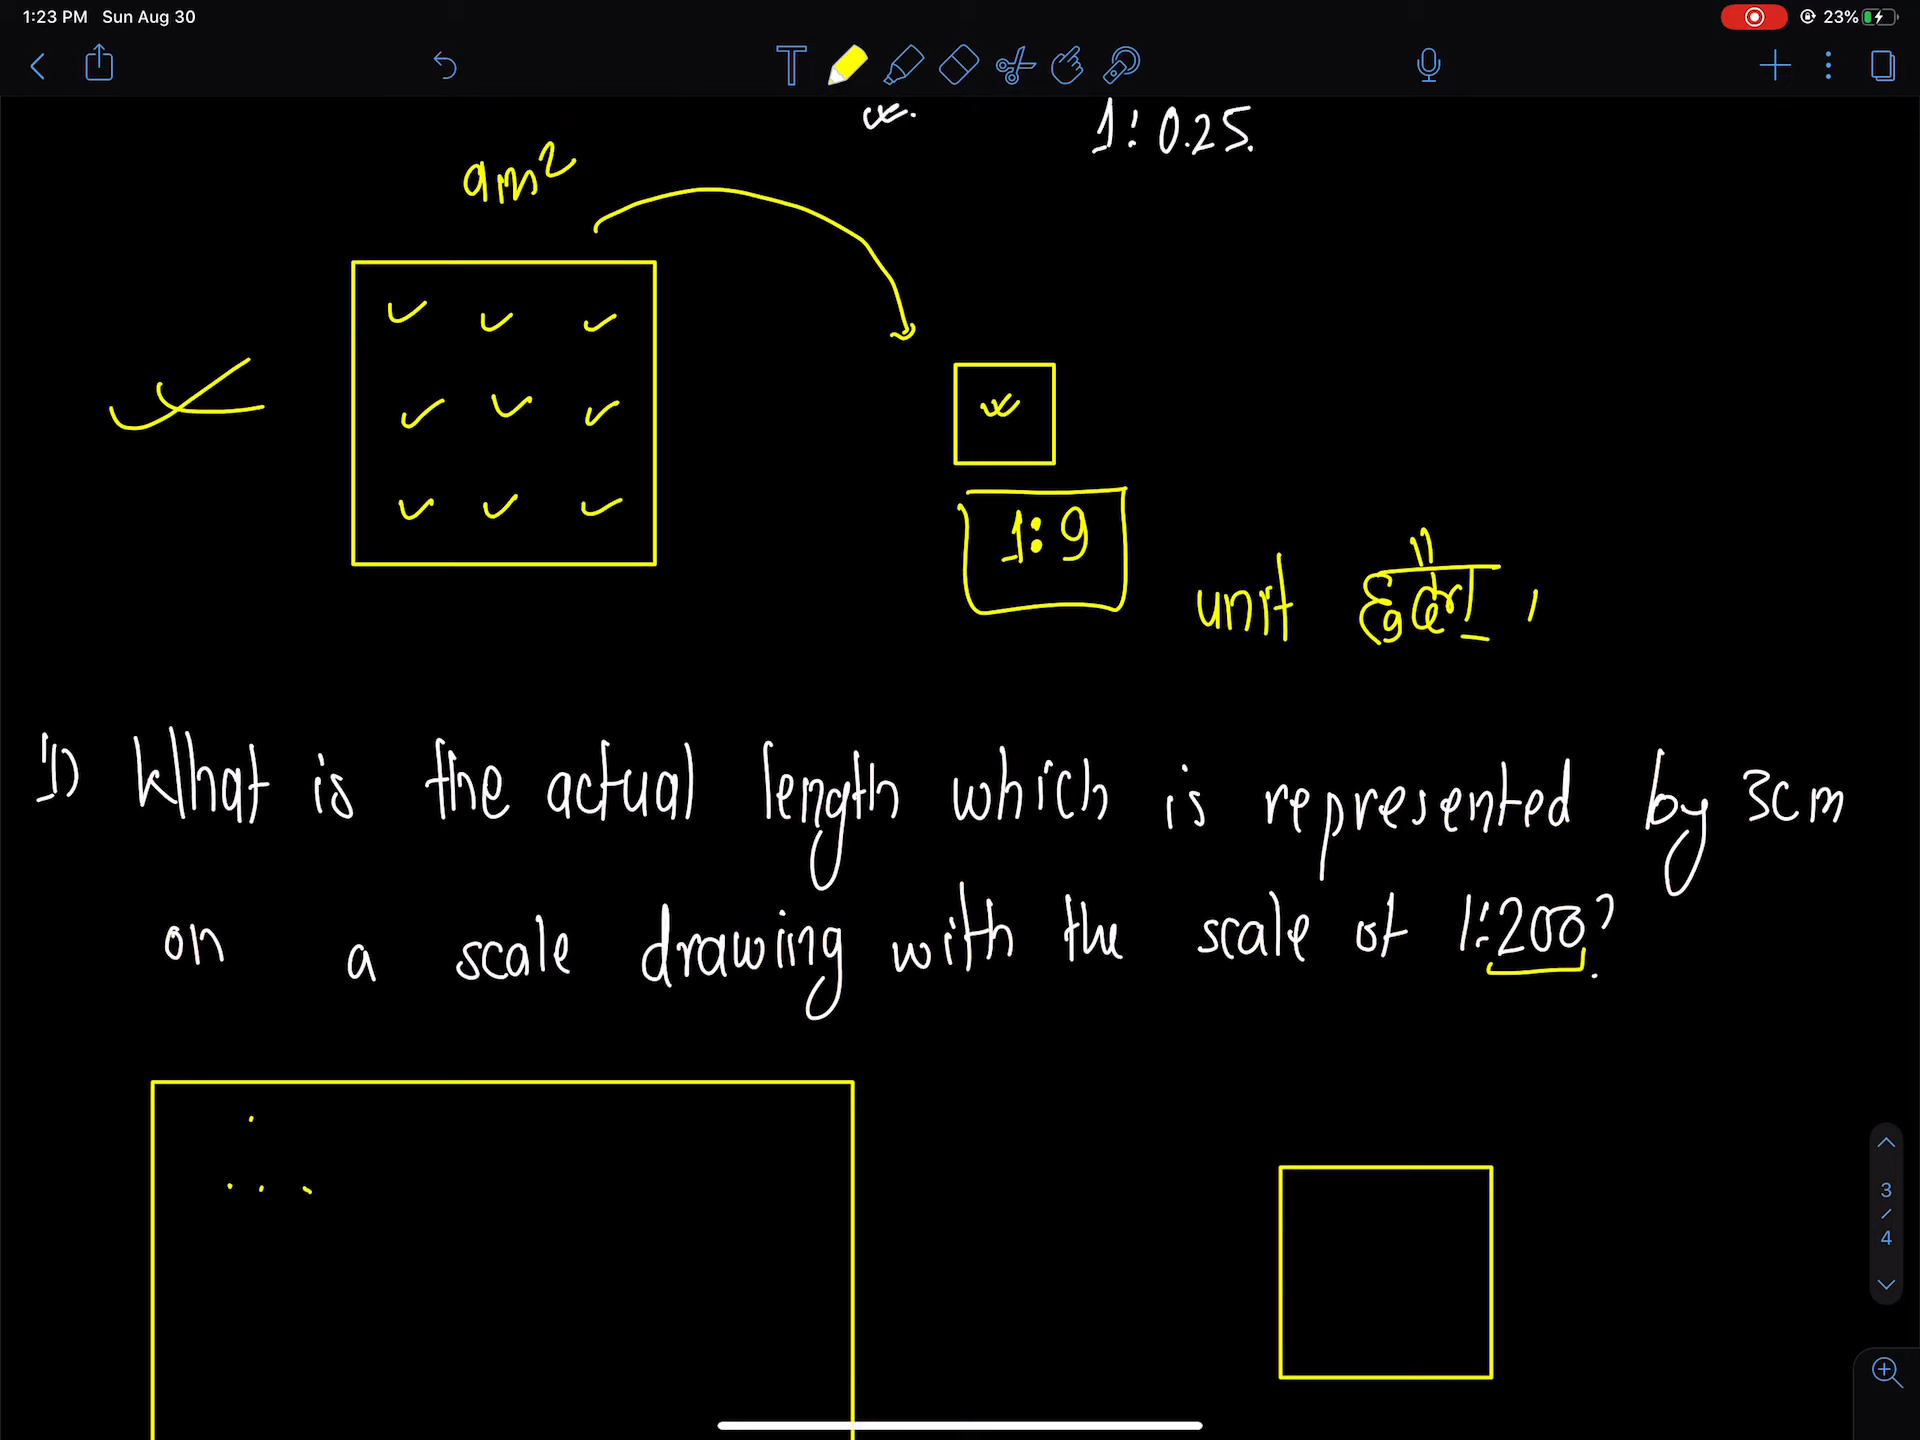 1:23 PM Sun Aug 30
23%
1:0.25.
9m²
1:9
unit
1) What is the actual length which is represented by 3cm
on a scale drawing with the scale of 1:200?
3
/
4